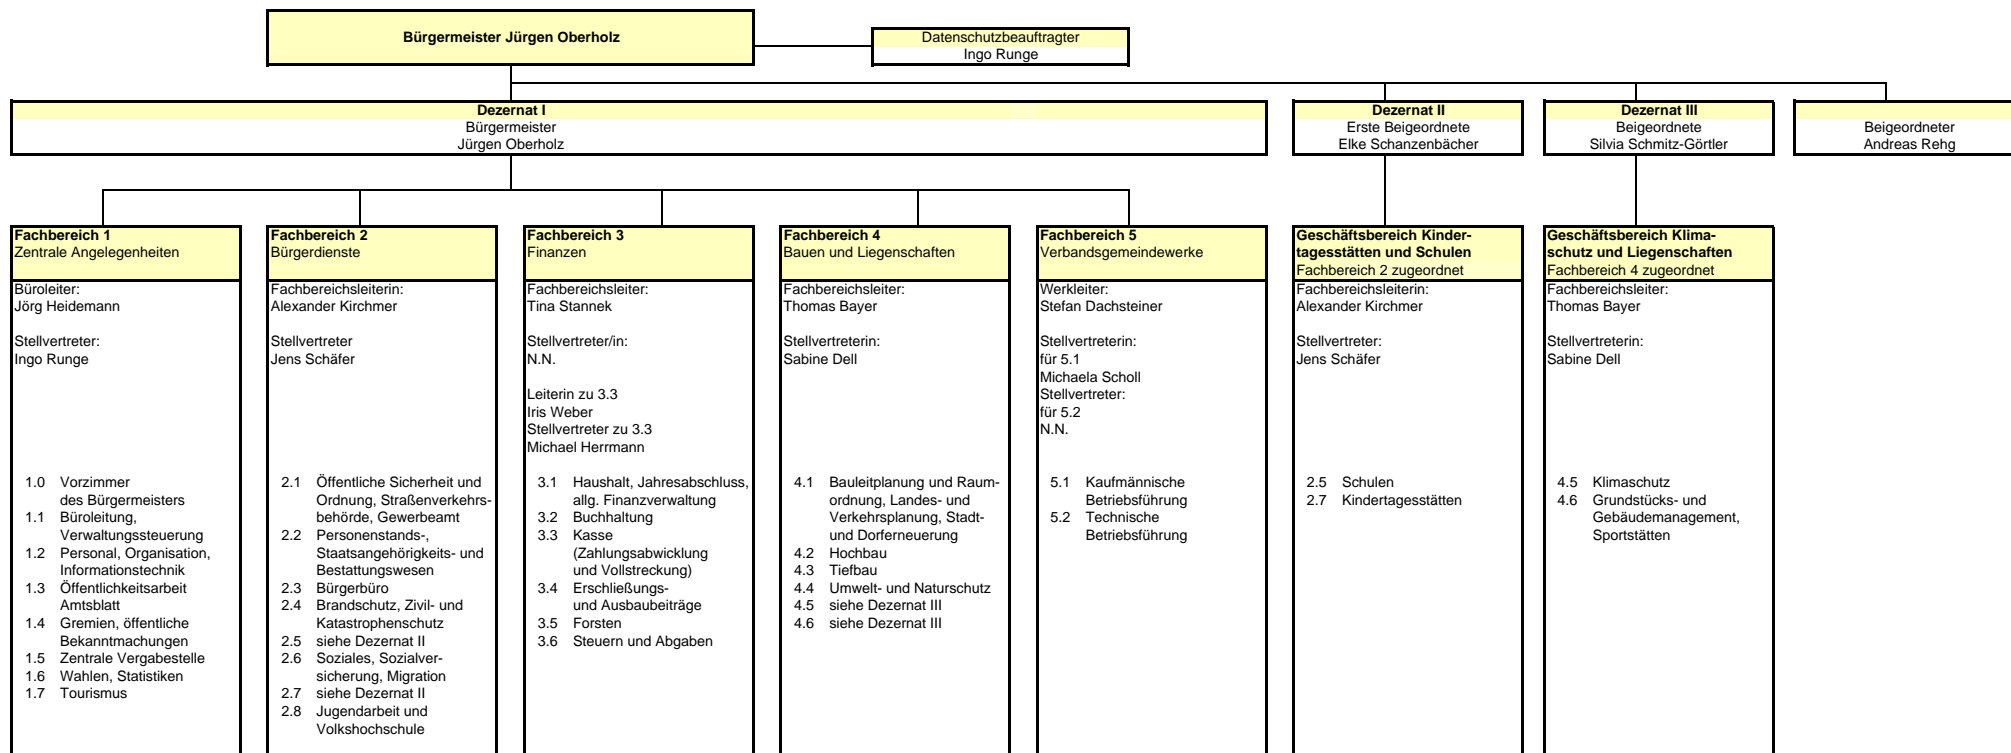 Bürgermeister Jürgen Oberholz
Datenschutzbeauftragter
Ingo Runge
Dezernat I
Bürgermeister
Jürgen Oberholz
Dezernat II
Erste Beigeordnete
Elke Schanzenbächer
Dezernat III
Beigeordnete
Silvia Schmitz-Görtler
Beigeordneter
Andreas Rehg
Fachbereich 1
Zentrale Angelegenheiten
Büroleiter:
Jörg Heidemann
Stellvertreter:
Ingo Runge
1.0 Vorzimmer
des Bürgermeisters
1.1 Büroleitung,
Verwaltungssteuerung
1.2 Personal, Organisation,
Informationstechnik
1.3 Öffentlichkeitsarbeit
Amtsblatt
1.4 Gremien, öffentliche
Bekanntmachungen
1.5 Zentrale Vergabestelle
1.6 Wahlen, Statistiken
1.7 Tourismus
Fachbereich 2
Bürgerdienste
Fachbereichsleiterin:
Alexander Kirchmer
Stellvertreter
Jens Schäfer
2.1 Öffentliche Sicherheit und
Ordnung, Straßenverkehrs-
behörde, Gewerbeamt
2.2 Personenstands-,
Staatsangehörigkeits- und
Bestattungswesen
2.3 Bürgerbüro
2.4 Brandschutz, Zivil- und
Katastrophenschutz
2.5 siehe Dezernat II
2.6 Soziales, Sozialver-
sicherung, Migration
2.7 siehe Dezernat II
2.8 Jugendarbeit und
Volkshochschule
Fachbereich 3
Finanzen
Fachbereichsleiter:
Tina Stannek
Stellvertreter/in:
N.N.
Leiterin zu 3.3
Iris Weber
Stellvertreter zu 3.3
Michael Herrmann
3.1 Haushalt, Jahresabschluss,
allg. Finanzverwaltung
3.2 Buchhaltung
3.3 Kasse
(Zahlungsabwicklung
und Vollstreckung)
3.4 Erschließungs-
und Ausbaubeiträge
3.5 Forsten
3.6 Steuern und Abgaben
Fachbereich 4
Bauen und Liegenschaften
Fachbereichsleiter:
Thomas Bayer
Stellvertreterin:
Sabine Dell
4.1 Bauleitplanung und Raum-
ordnung, Landes- und
Verkehrsplanung, Stadt-
und Dorferneuerung
4.2 Hochbau
4.3 Tiefbau
4.4 Umwelt- und Naturschutz
4.5 siehe Dezernat III
4.6 siehe Dezernat III
Fachbereich 5
Verbandsgemeindewerke
Werkleiter:
Stefan Dachsteiner
Stellvertreterin:
für 5.1
Michaela Scholl
Stellvertreter:
für 5.2
N.N.
5.1 Kaufmännische
Betriebsführung
5.2 Technische
Betriebsführung
Geschäftsbereich Kinder-
tagesstätten und Schulen
Fachbereich 2 zugeordnet
Fachbereichsleiterin:
Alexander Kirchmer
Stellvertreter:
Jens Schäfer
2.5 Schulen
2.7 Kindertagesstätten
Geschäftsbereich Klima-
schutz und Liegenschaften
Fachbereich 4 zugeordnet
Fachbereichsleiter:
Thomas Bayer
Stellvertreterin:
Sabine Dell
4.5 Klimaschutz
4.6 Grundstücks- und
Gebäudemanagement,
Sportstätten